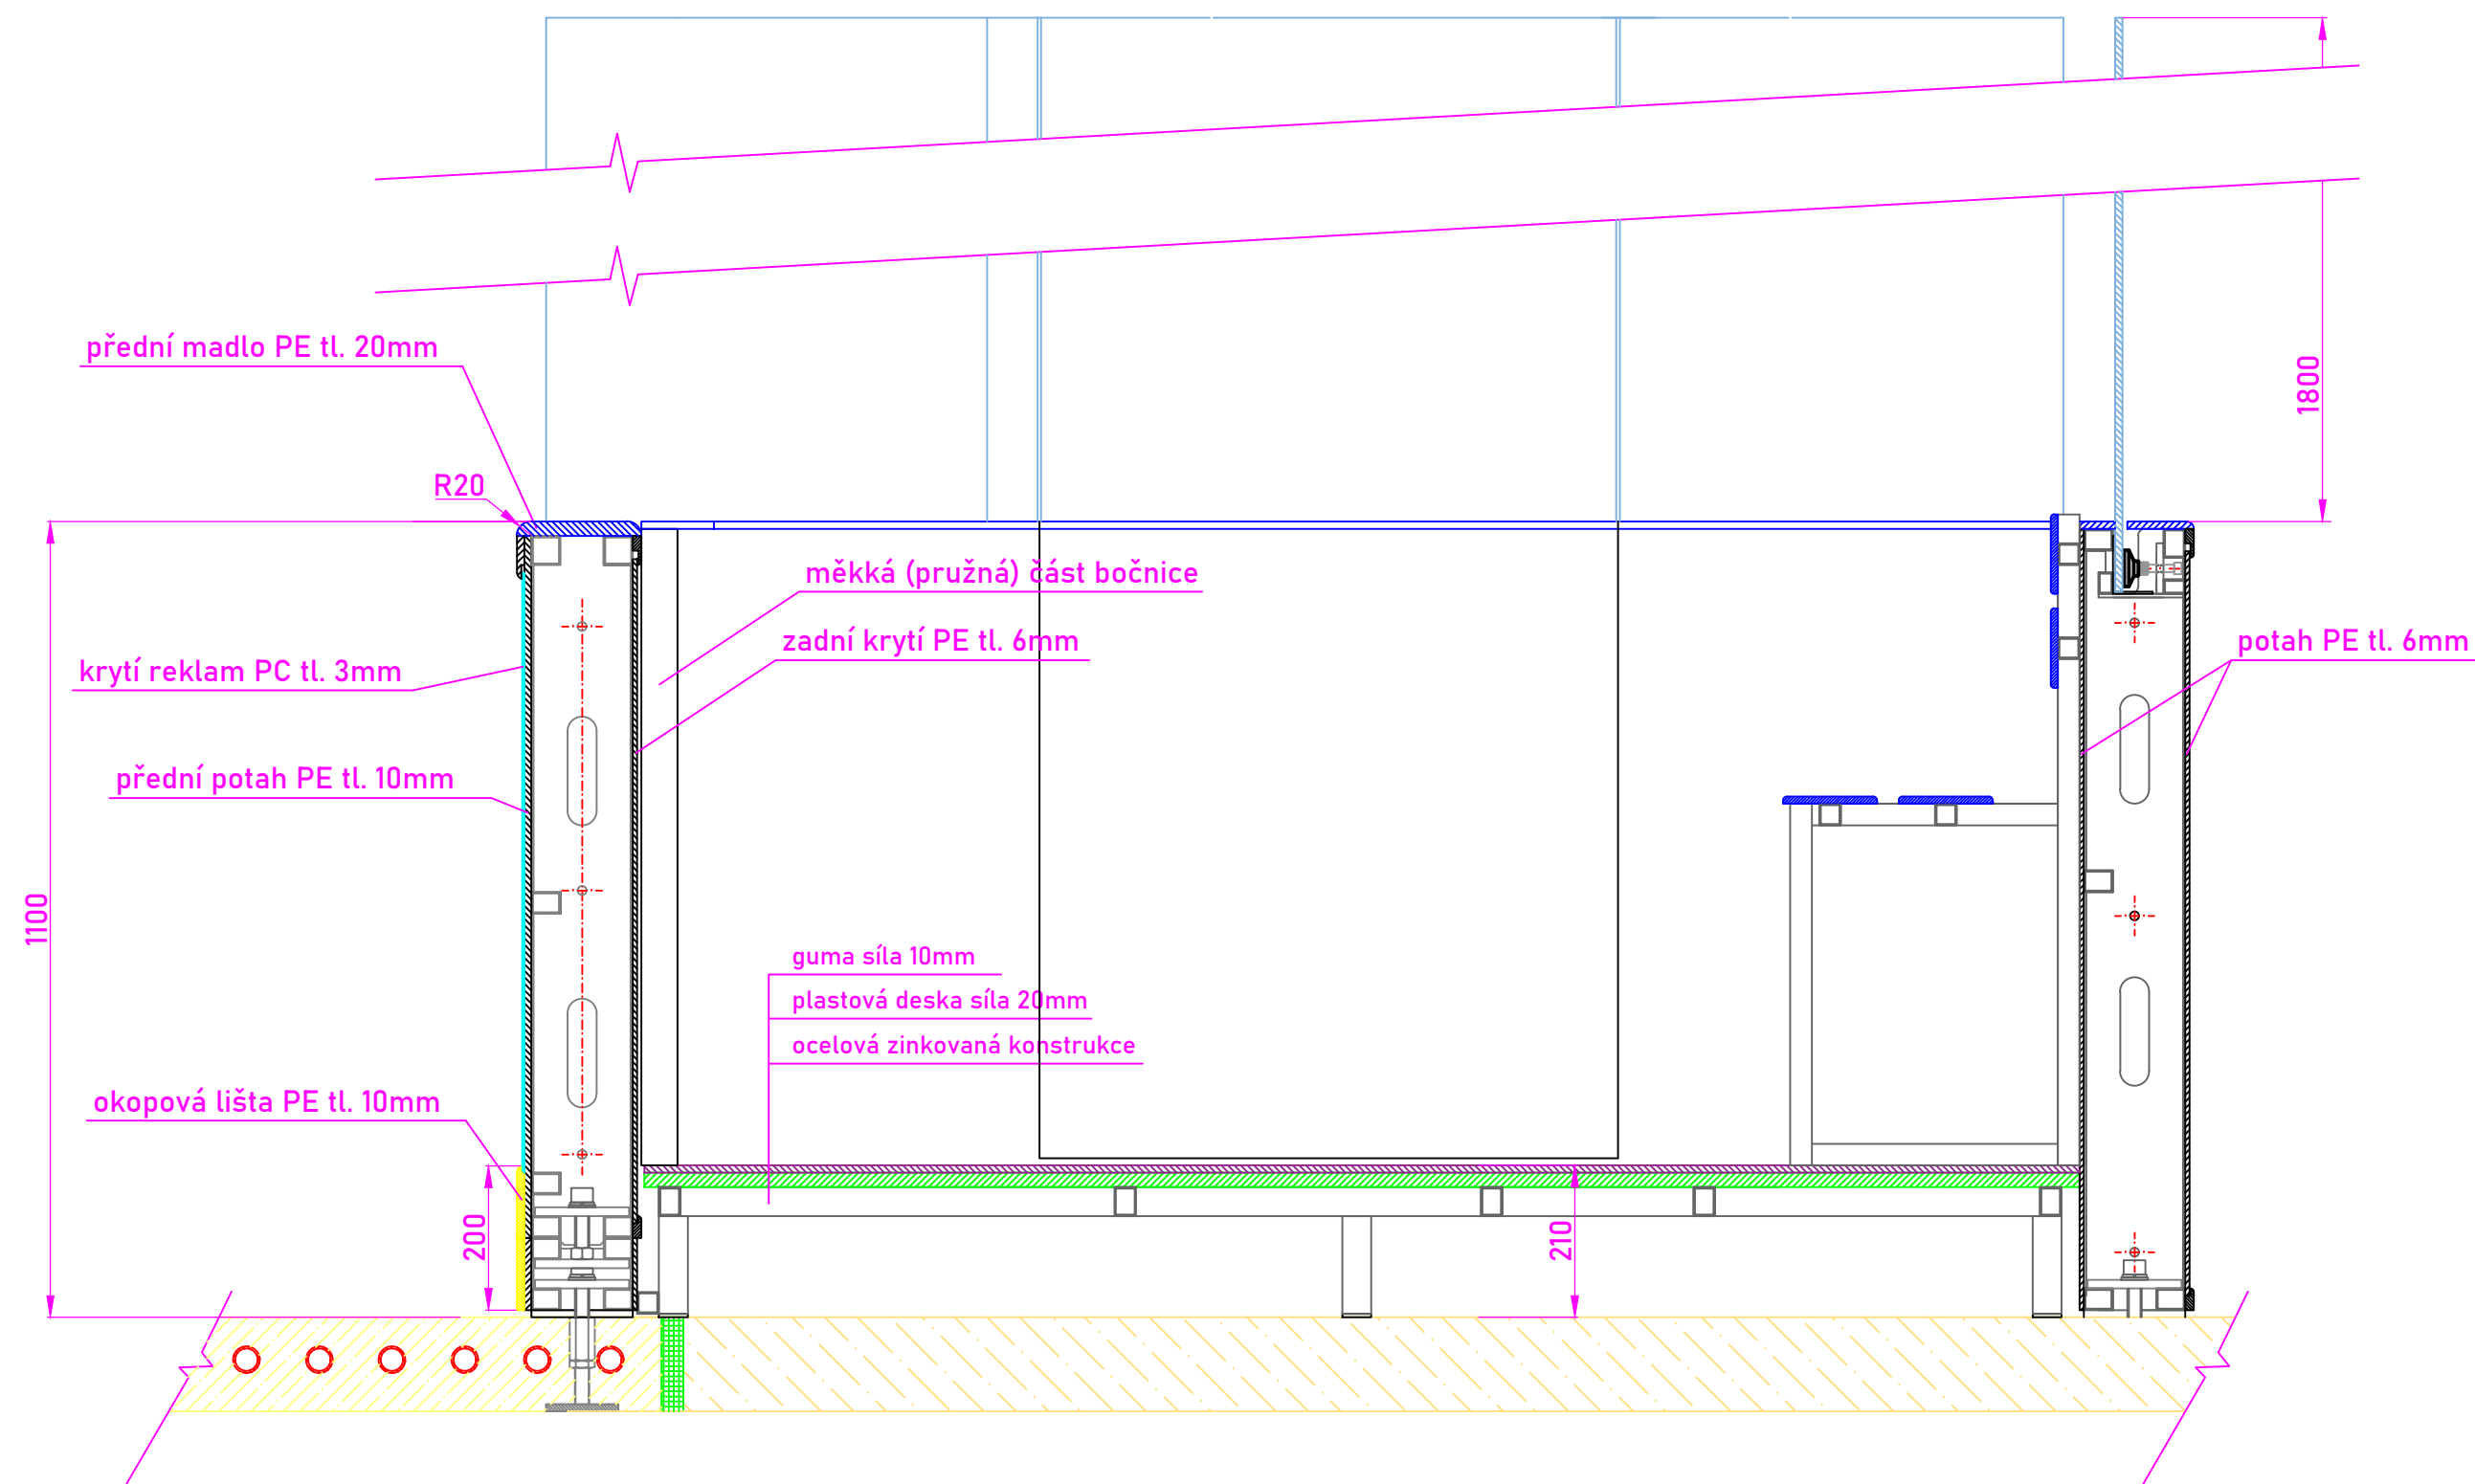 přední madlo PE tl. 20mm
1800
R20
měkká (pružná) část bočnice
zadní krytí PE tl. 6mm
potah PE tl. 6mm
krytí reklam PC tl. 3mm
přední potah PE tl. 10mm
1100
guma síla 10mm
plastová deska síla 20mm
ocelová zinkovaná konstrukce
okopová lišta PE tl. 10mm
200
210